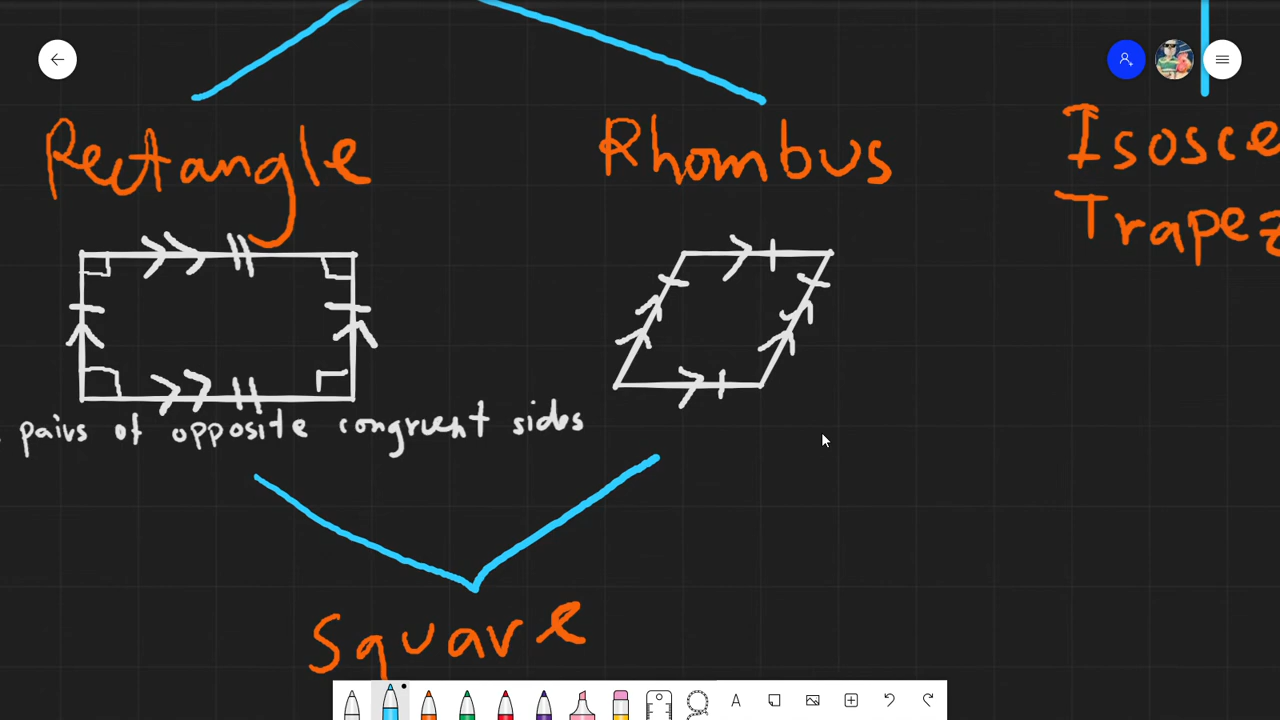 Rectangle
Rhombus
Isosce
Trapez
pairs of opposite congruent sides
Square
A